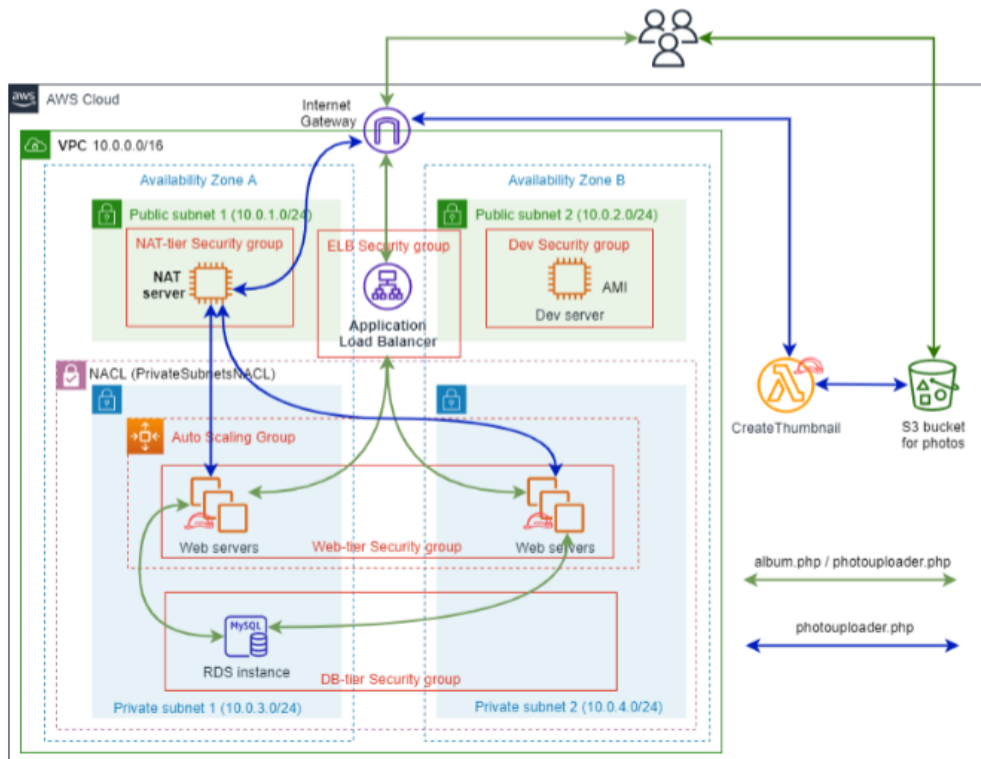 aws
AWS Cloud
Internet
Gateway
VPC 10.0.0.0/16
Availability Zone A
Availability Zone B
Public subnet 1 (10.0.1.0/24)
Public subnet 2 (10.0.2.0/24)
NAT-tier Security group
ELB Security group
Dev Security group
NAT
server
AMI
Dev server
Application
Load Balancer
NACL (PrivateSubnetsNACL)
CreateThumbnail
S3 bucket
for photos
Auto Scaling Group
Web servers
Web-tier Security group
Web servers
album.php / photouploader.php
photouploader.php
MySQL
RDS instance
DB-tier Security group
Private subnet 1 (10.0.3.0/24)
Private subnet 2 (10.0.4.0/24)